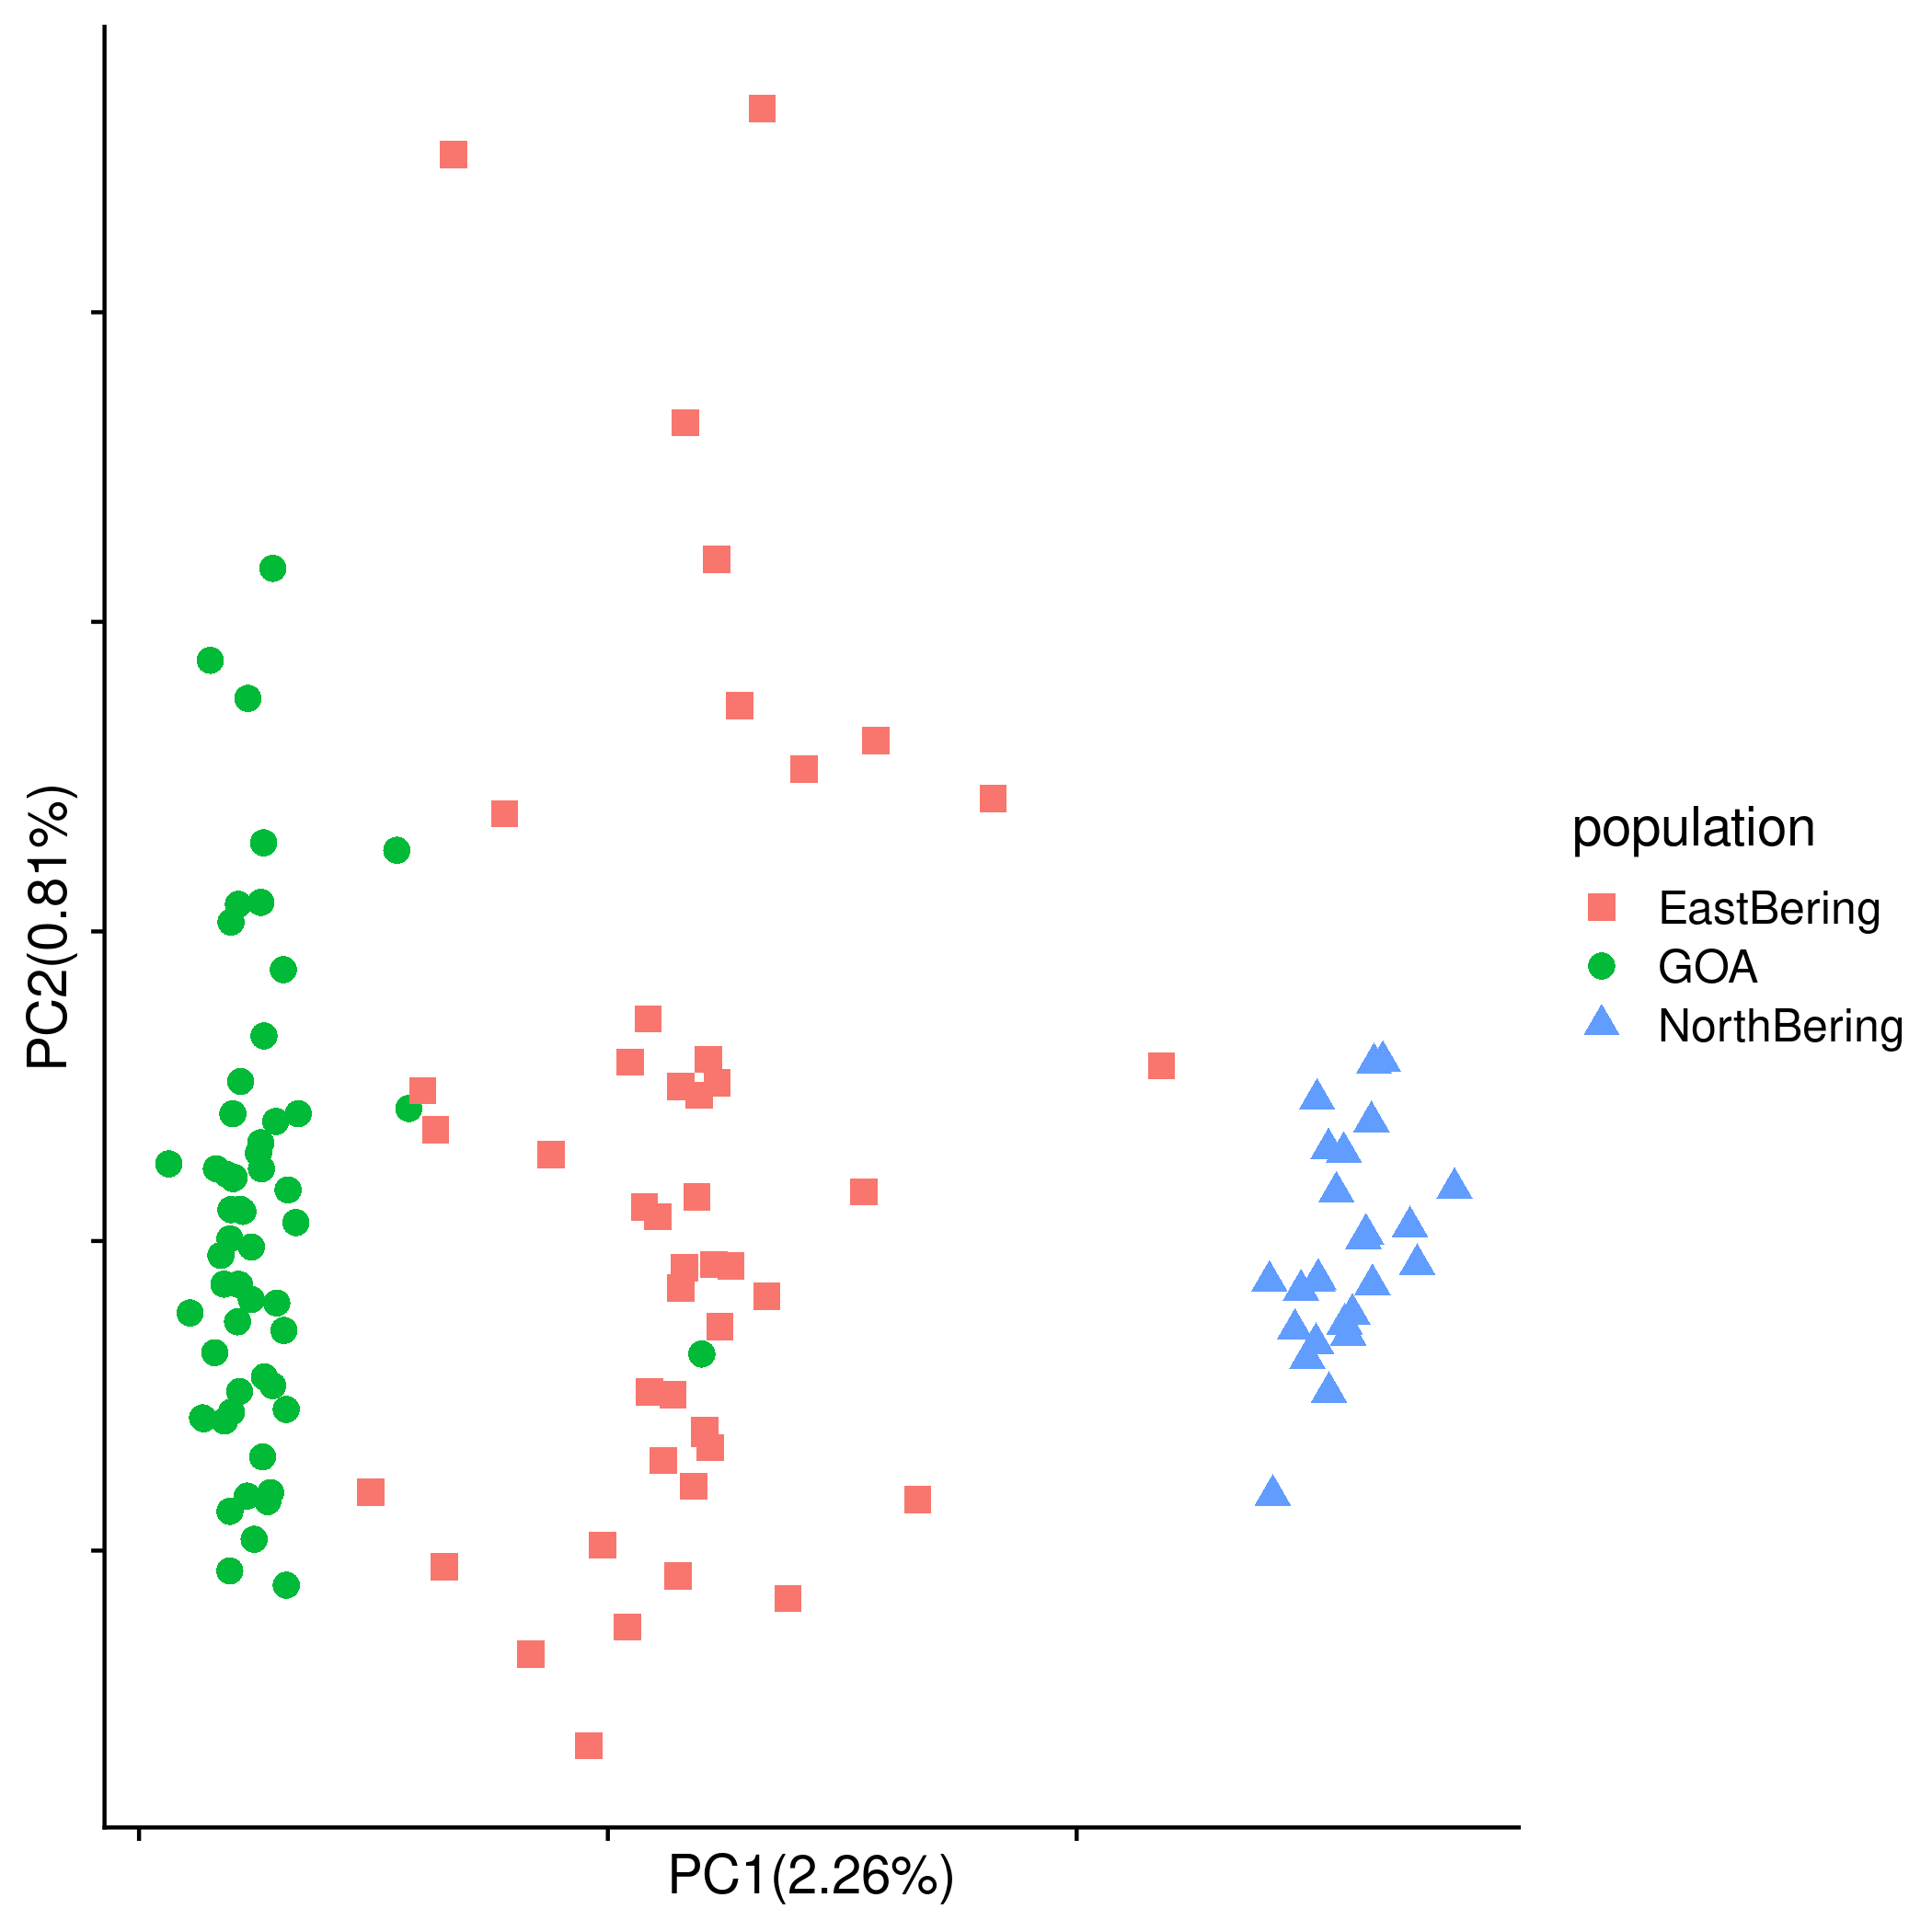 PC2(0.81%)
population
EastBering
GOA
NorthBering
PC1(2.26%)